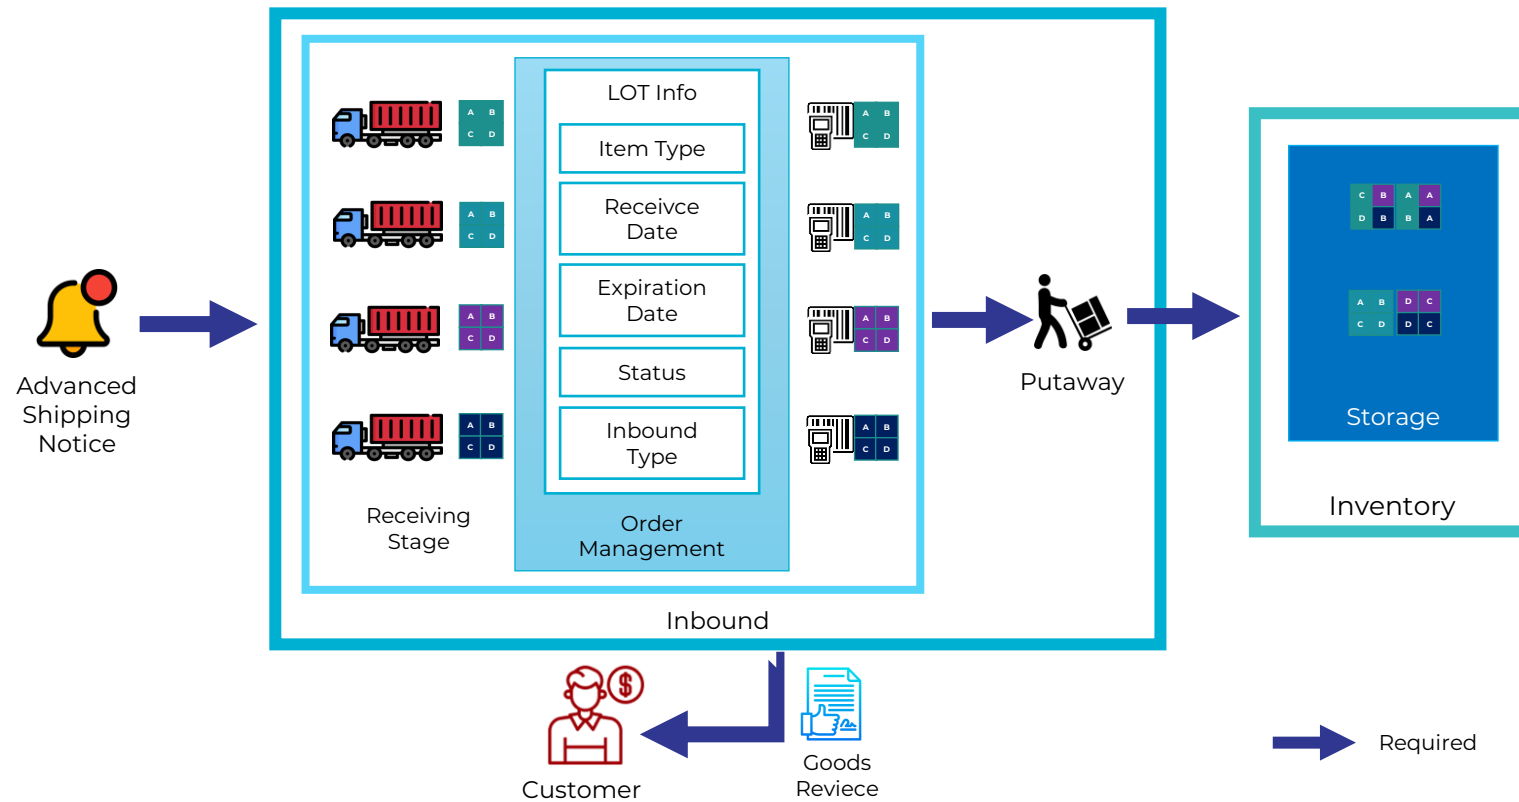 Advanced
Shipping
Notice
A B
C D
A B
C D
A B
C D
A B
C D
Receiving
Stage
LOT Info
Item Type
Receivce
Date
Expiration
Date
Status
Inbound
Type
Order
Management
A B
C D
A B
C D
A B
C D
A B
C D
Inbound
Putaway
C B A A
D B B A
A B D C
C D D C
Storage
Inventory
$
Customer
Goods
Reviece
Required